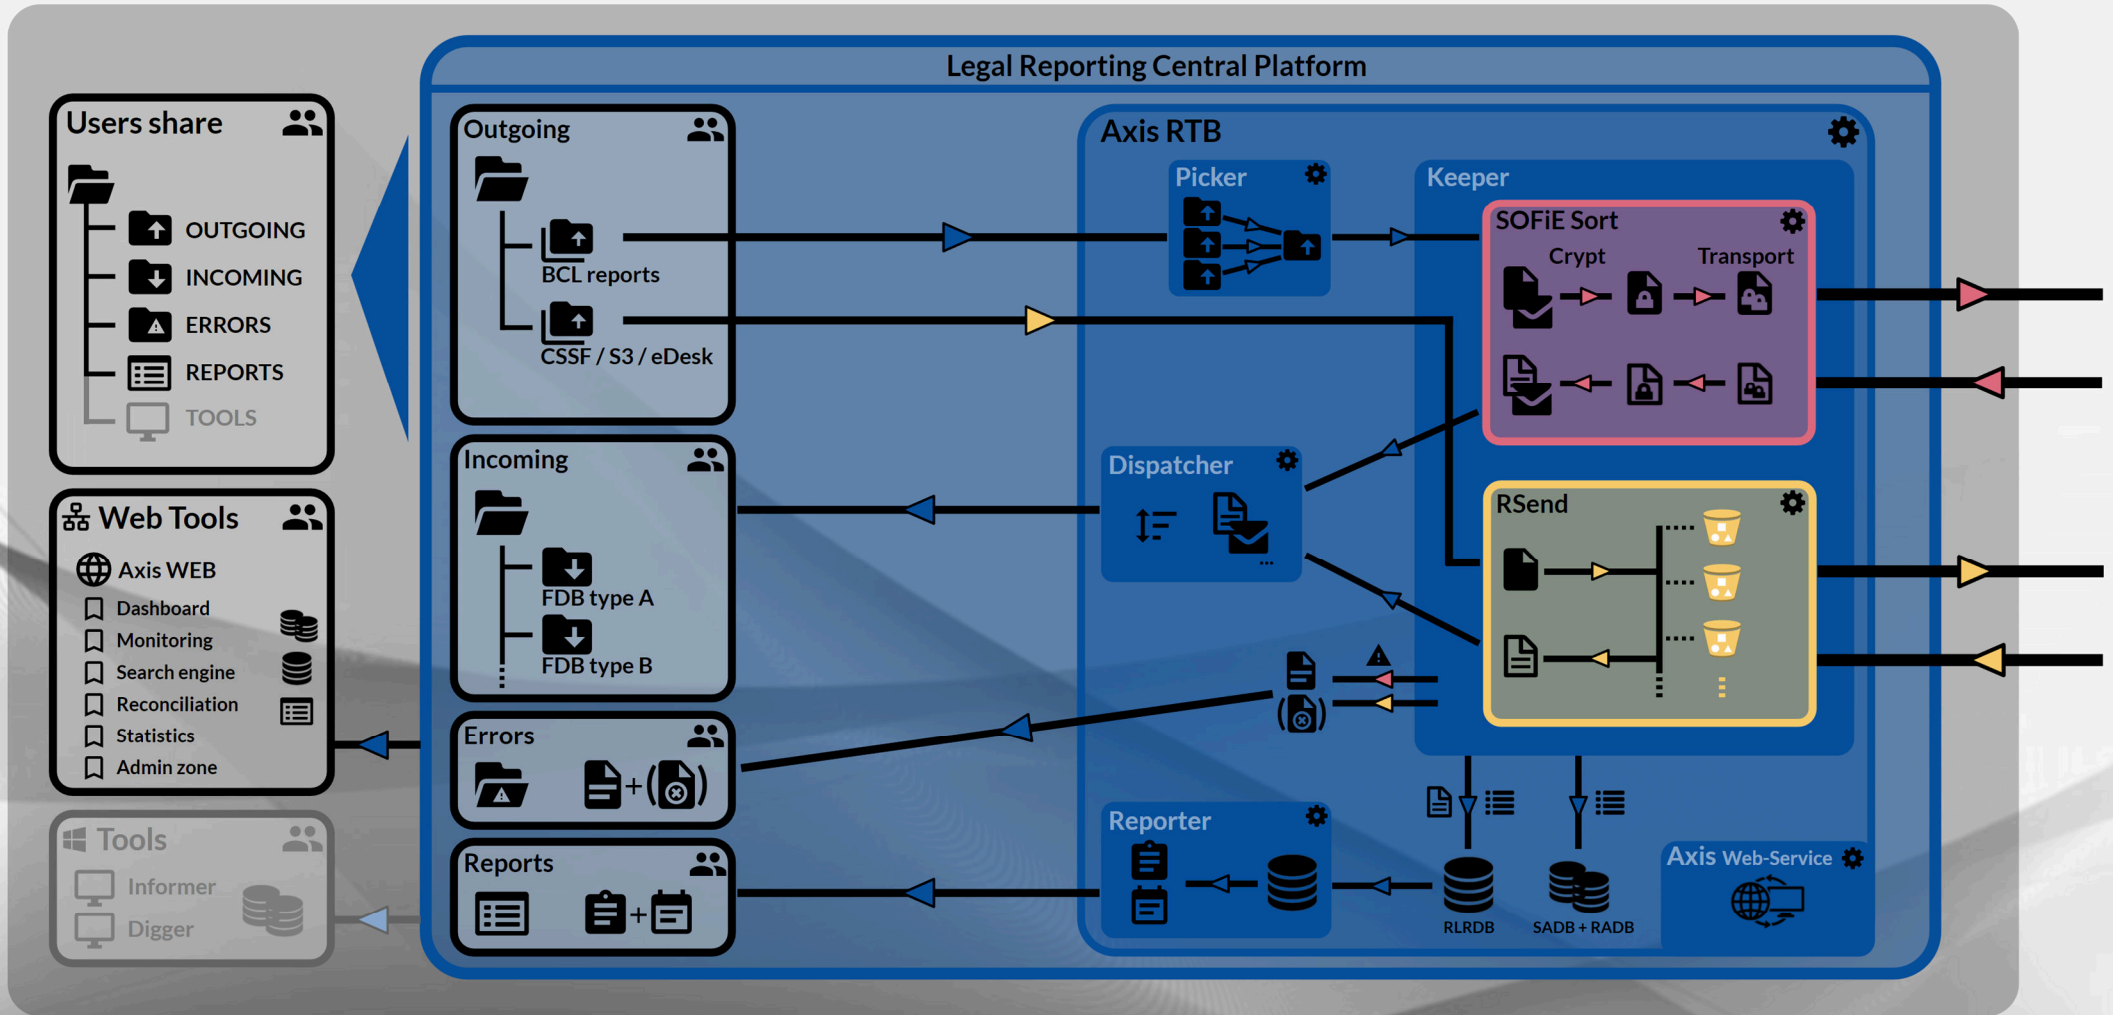 Legal Reporting Central Platform
Users share
OUTGOING
INCOMING
ERRORS
REPORTS
TOOLS
Web Tools
Axis WEB
Dashboard
Monitoring
Search engine
Reconciliation
Statistics
Admin zone
Tools
Informer
Digger
Outgoing
BCL reports
CSSF / S3 / eDesk
Incoming
FDB type A
FDB type B
Errors
+( )
Reports
+
Axis RTB
Picker
Keeper
SOFiE Sort
Crypt Transport
Dispatcher
...
RSend
( )
Reporter
RLRDB
SADB + RADB
Axis Web-Service